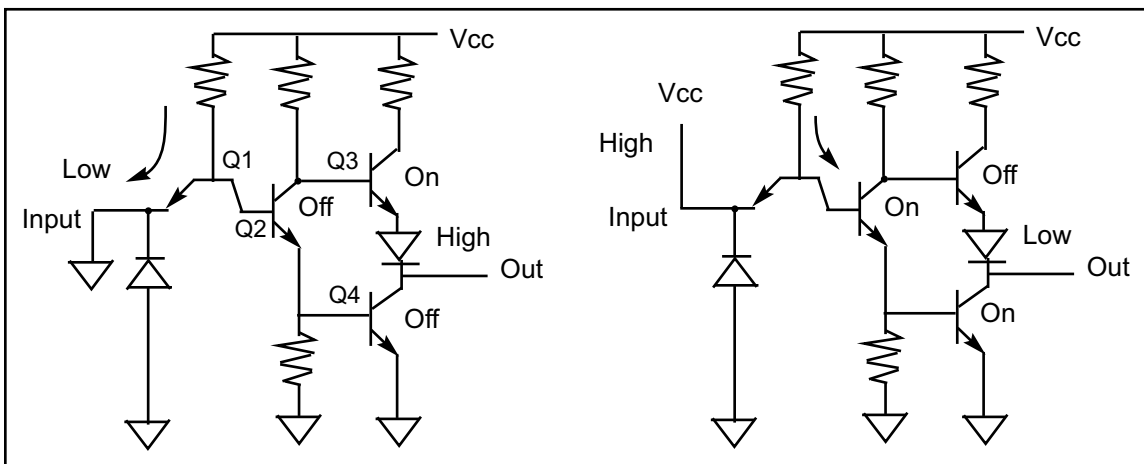 Vcc
Low
Q1
Q3
On
Input
Q2
Off
High
Out
Q4
Off
Vcc
Vcc
High
Off
Input
On
Low
Out
On